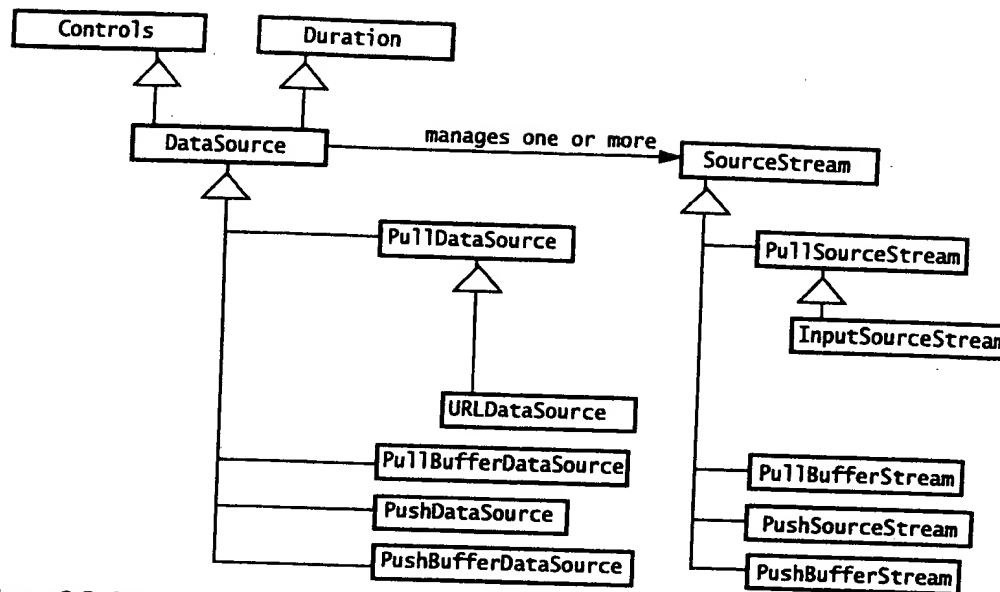 Controls
Duration
DataSource
manages one or more
SourceStream
PullDataSource
PullSourceStream
InputSourceStream
URLDataSource
PullBufferDataSource
PullBufferStream
PushDataSource
PushSourceStream
PushBufferDataSource
PushBufferStream